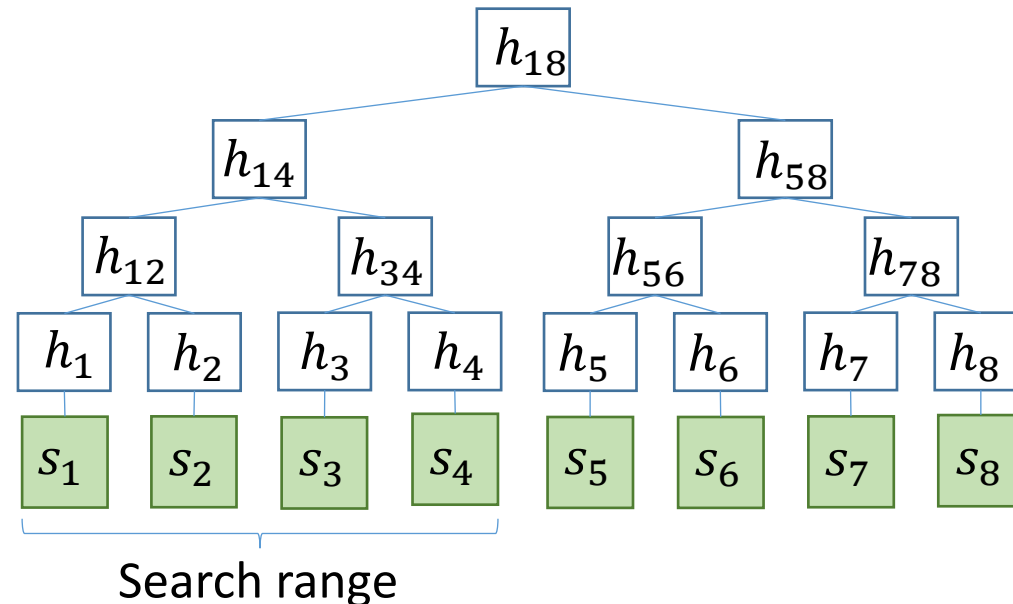 h₁₈
h₁₄ h₅₈
h₁₂ h₃₄ h₅₆ h₇₈
h₁ h₂ h₃ h₄ h₅ h₆ h₇ h₈
s₁ s₂ s₃ s₄ s₅ s₆ s₇ s₈
Search range